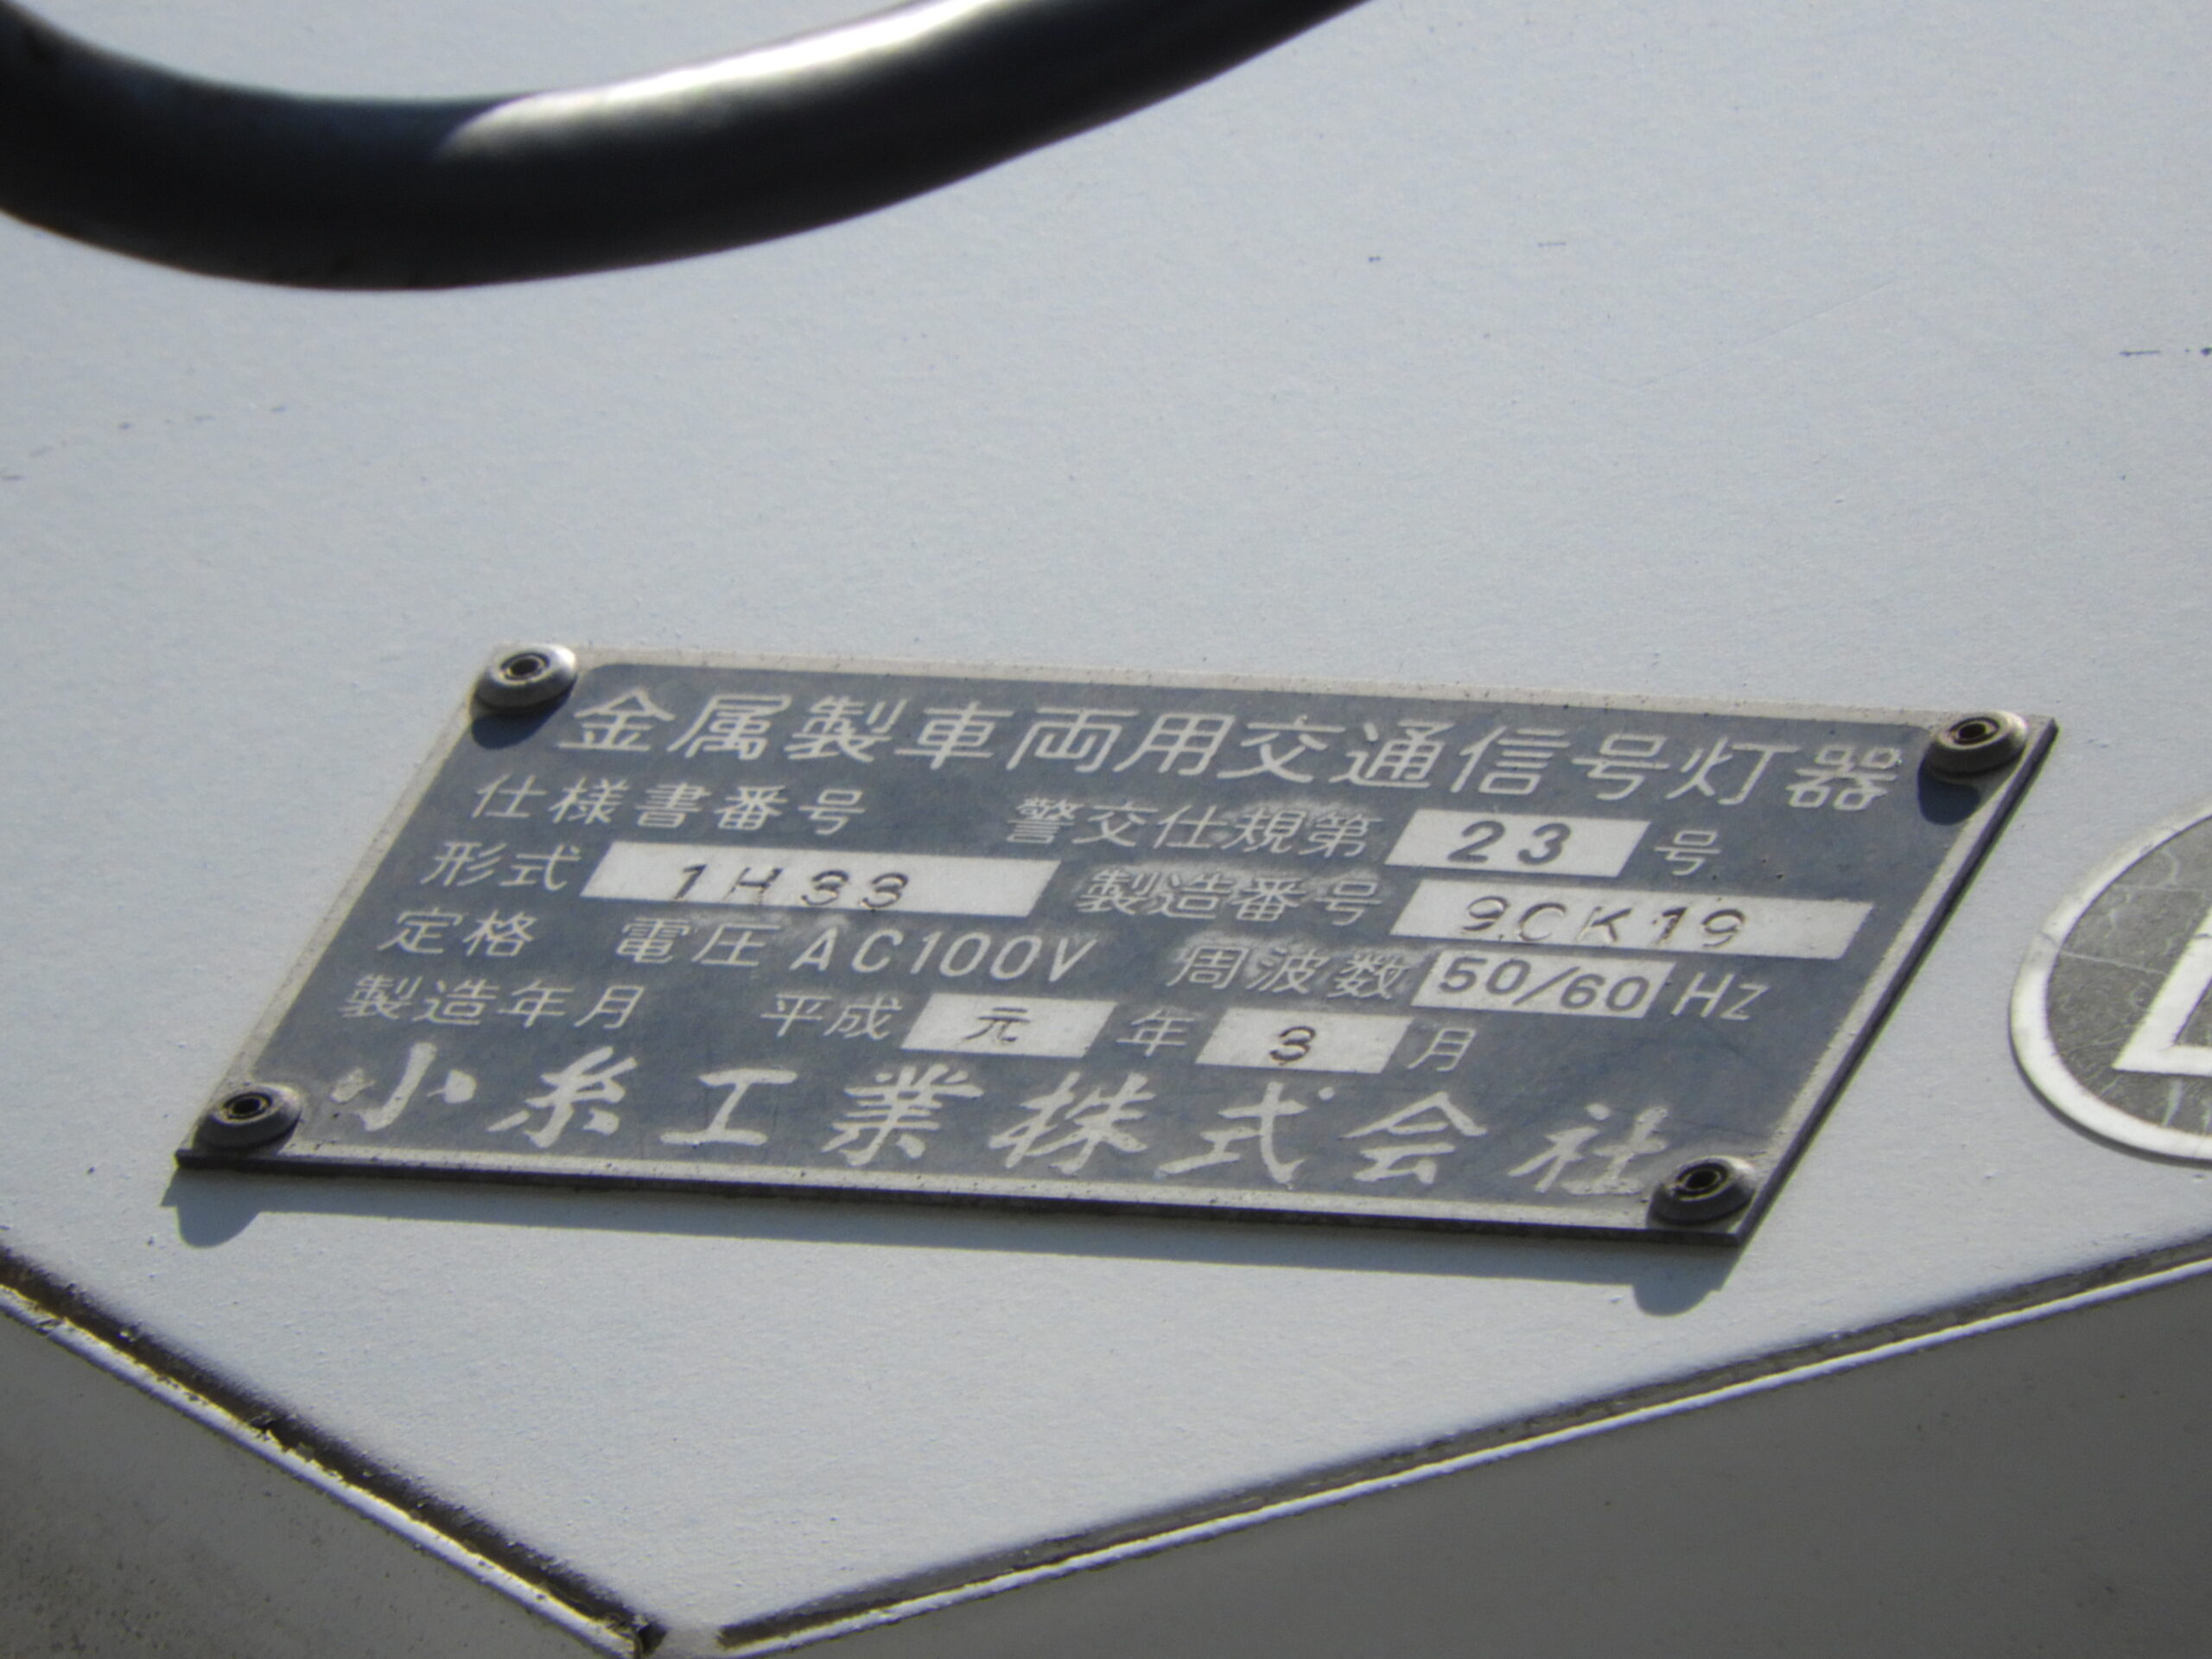 金属製車両用交通信号灯器
仕様書番号 警交仕規第 23 号
形式 1H33 製造番号 9CK19
定格 電圧 AC100V 周波数 50/60 Hz
製造年月 平成 元 年 3 月
小糸工業株式会社